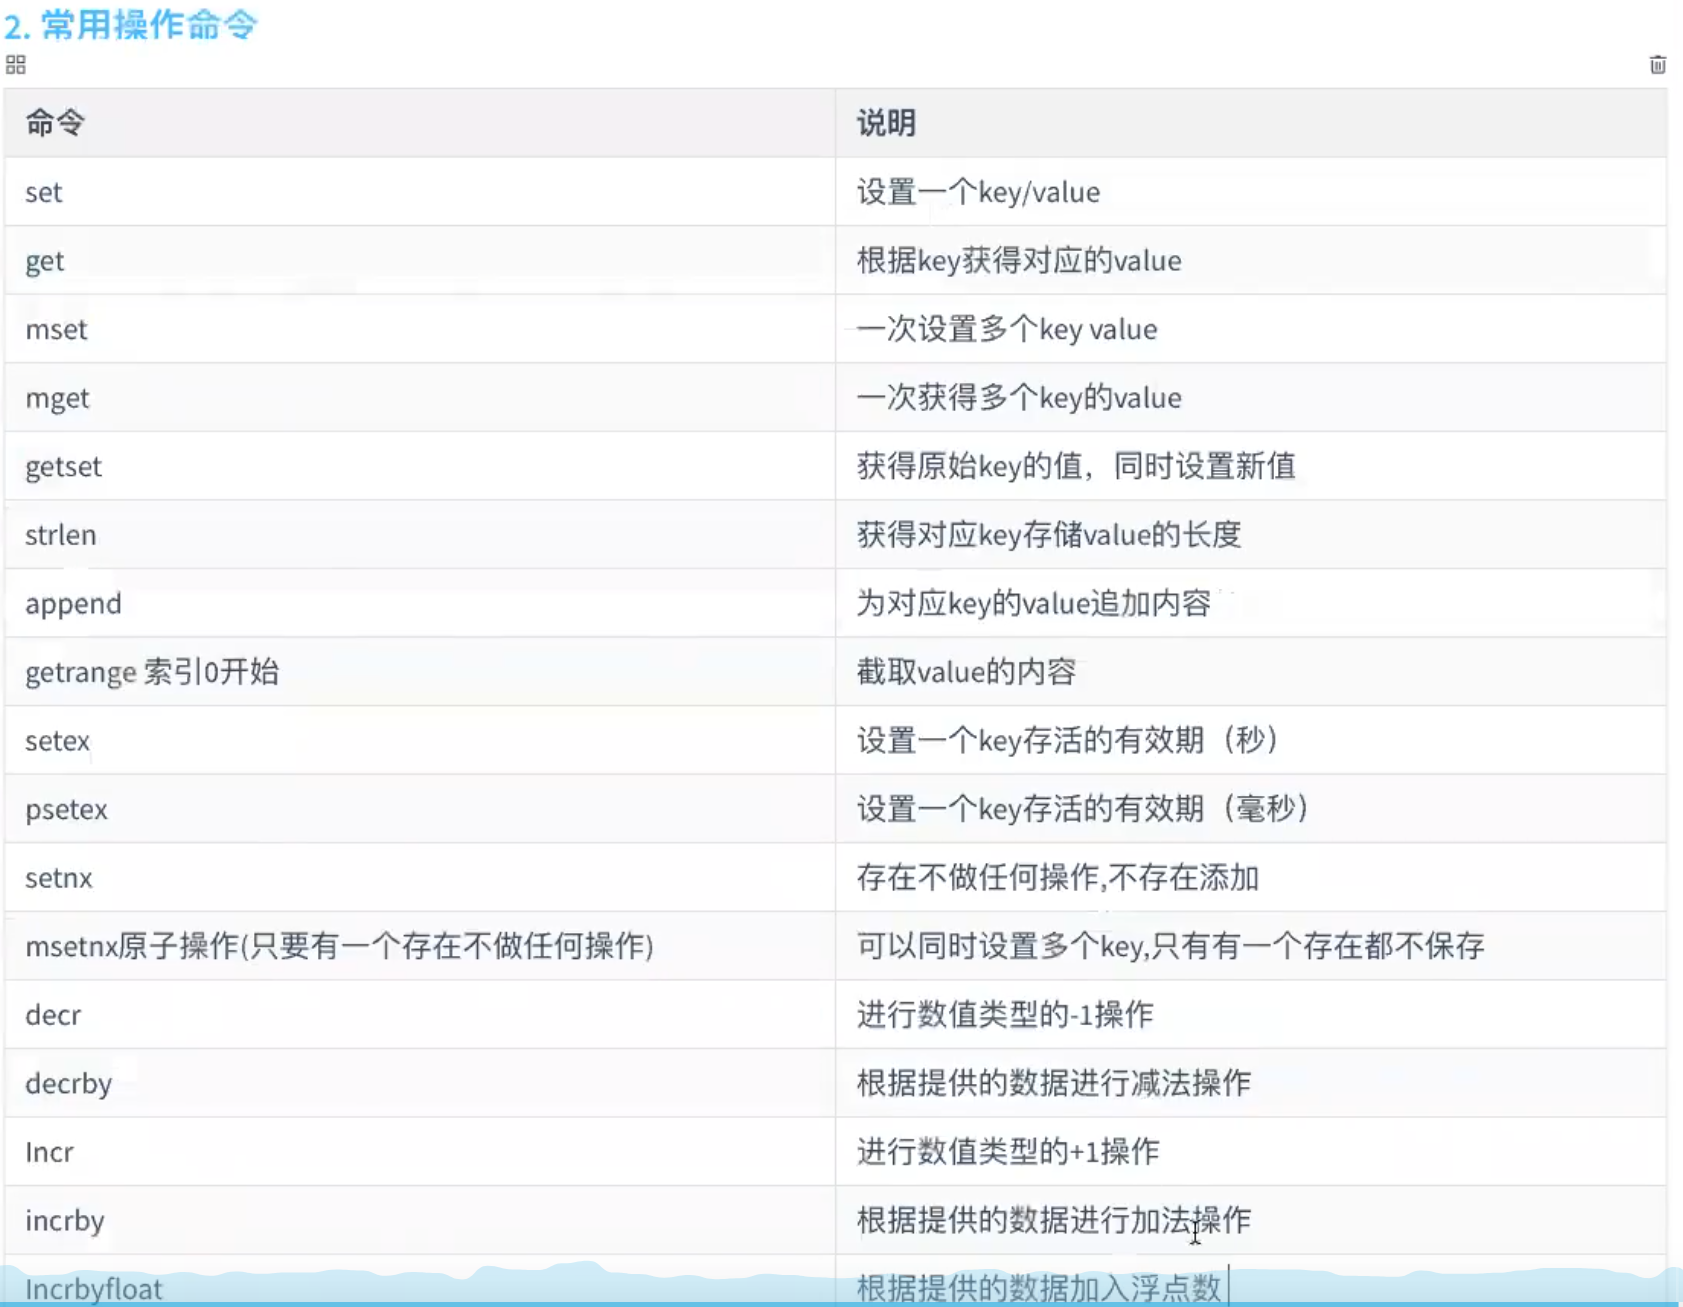 2. 常用操作命令
命令 说明
set 设置一个key/value
get 根据key获得对应的value
mset 一次设置多个key value
mget 一次获得多个key的value
getset 获得原始key的值，同时设置新值
strlen 获得对应key存储value的长度
append 为对应key的value追加内容
getrange 索引0开始 截取value的内容
setex 设置一个key存活的有效期（秒）
psetex 设置一个key存活的有效期（毫秒）
setnx 存在不做任何操作,不存在添加
msetnx原子操作(只要有一个存在不做任何操作) 可以同时设置多个key,只有有一个存在都不保存
decr 进行数值类型的-1操作
decrby 根据提供的数据进行减法操作
Incr 进行数值类型的+1操作
incrby 根据提供的数据进行加法操作
Incrbyfloat 根据提供的数据加入浮点数